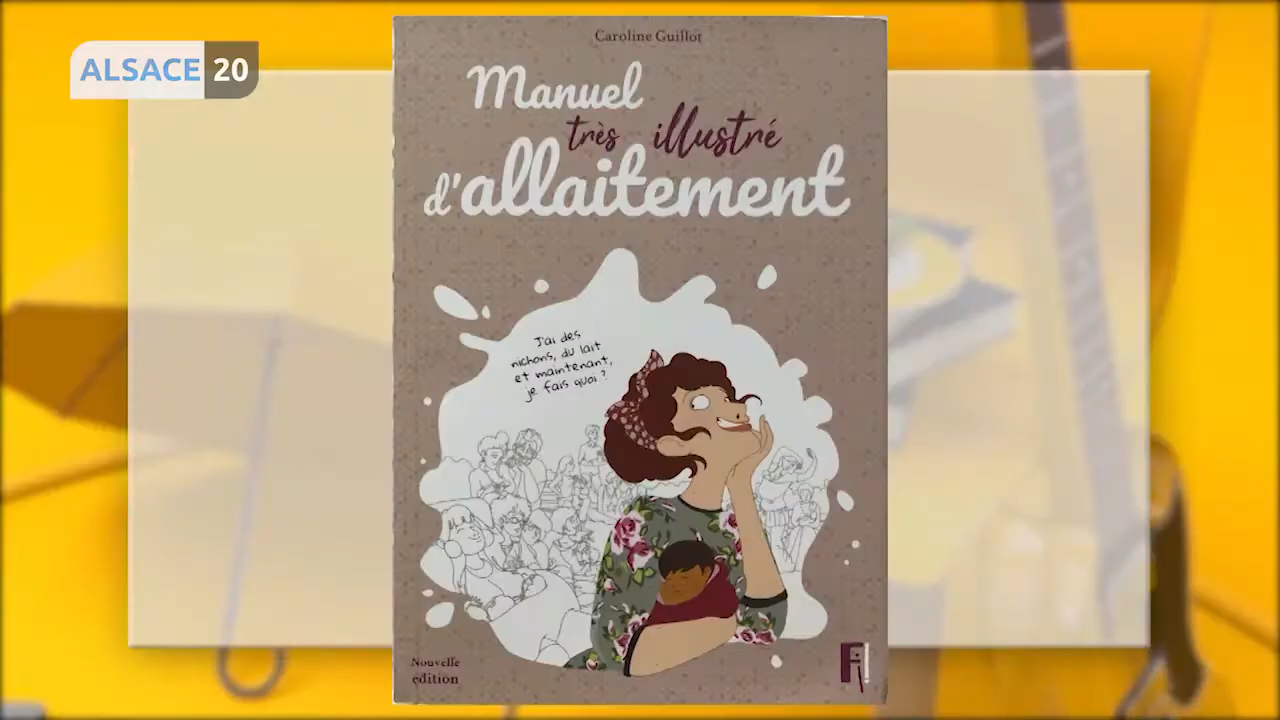 ALSACE 20
Caroline Guillot
Manuel
très illustré
d'allaitement
J'ai des
nichons, du lait
et maintenant,
je fais quoi ?
Nouvelle
édition